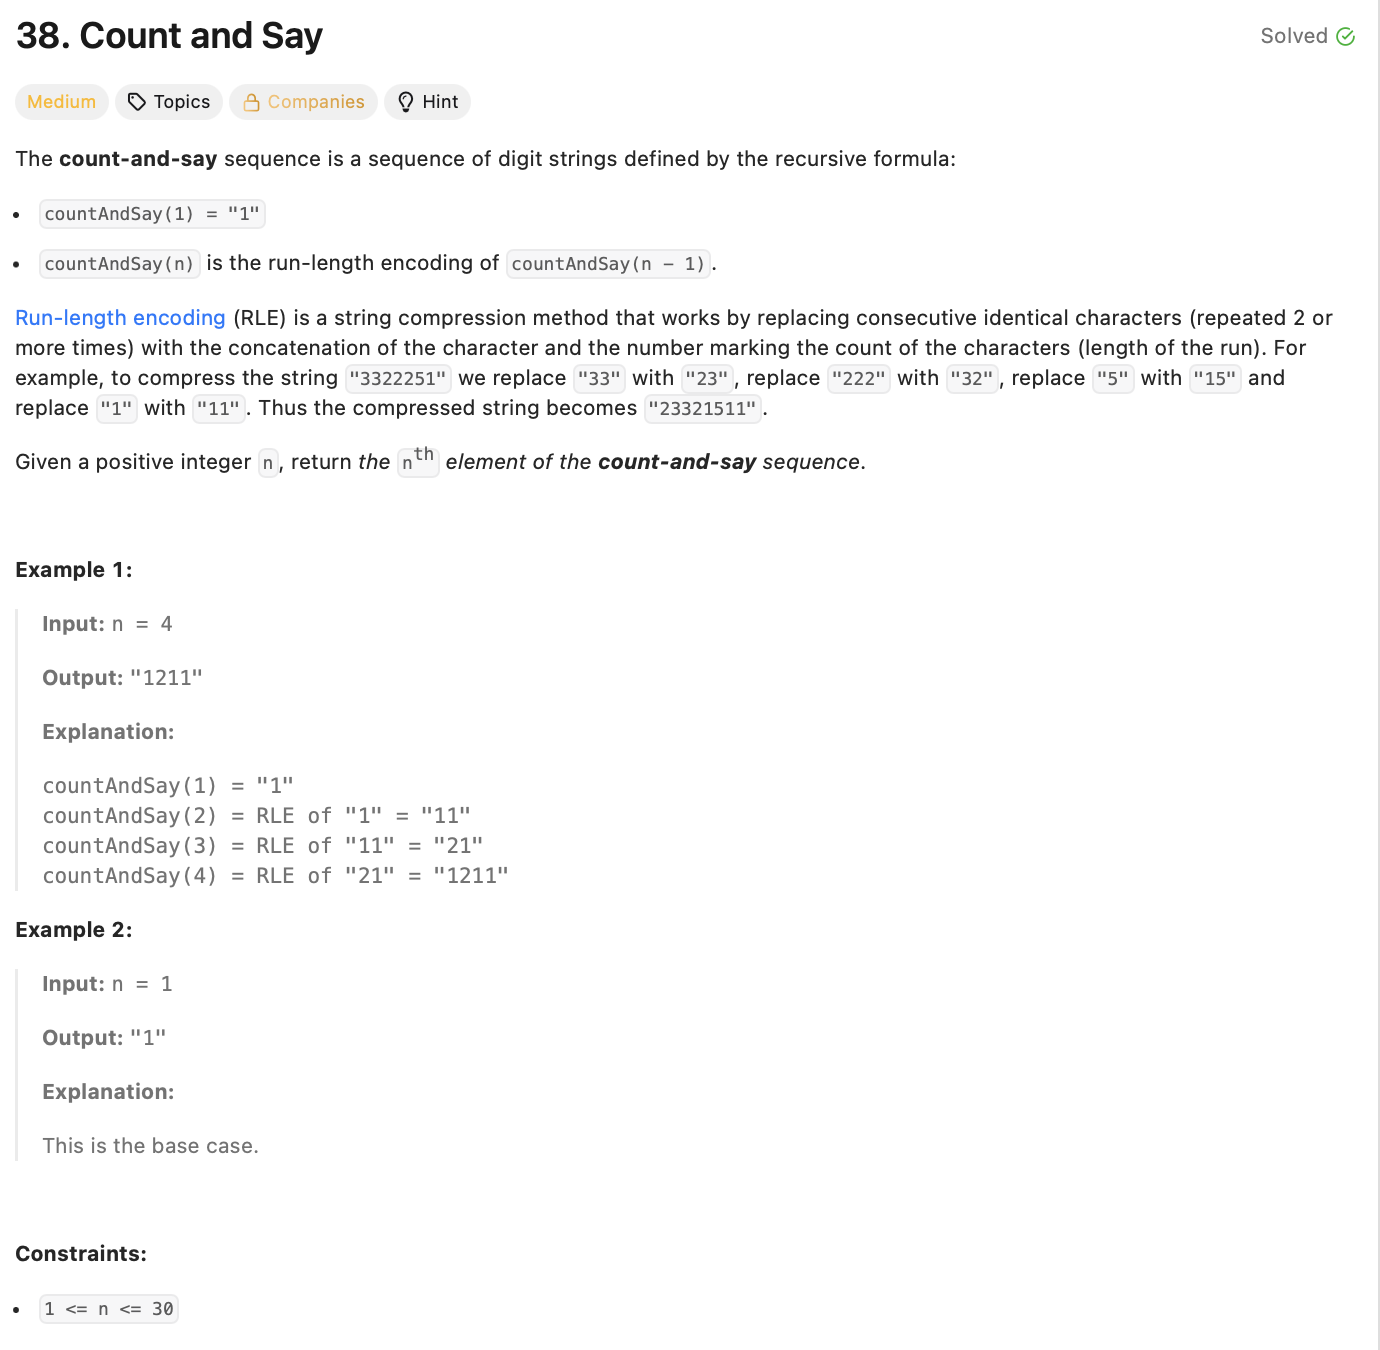 38. Count and Say
Solved
Medium Topics Companies Hint
The count-and-say sequence is a sequence of digit strings defined by the recursive formula:
• countAndSay(1) = "1"
• countAndSay(n) is the run-length encoding of countAndSay(n - 1).
Run-length encoding (RLE) is a string compression method that works by replacing consecutive identical characters (repeated 2 or
more times) with the concatenation of the character and the number marking the count of the characters (length of the run). For
example, to compress the string "3322251" we replace "33" with "23", replace "222" with "32", replace "5" with "15" and
replace "1" with "11". Thus the compressed string becomes "23321511".
Given a positive integer n, return the nth element of the count-and-say sequence.
Example 1:
Input: n = 4
Output: "1211"
Explanation:
countAndSay(1) = "1"
countAndSay(2) = RLE of "1" = "11"
countAndSay(3) = RLE of "11" = "21"
countAndSay(4) = RLE of "21" = "1211"
Example 2:
Input: n = 1
Output: "1"
Explanation:
This is the base case.
Constraints:
• 1 <= n <= 30